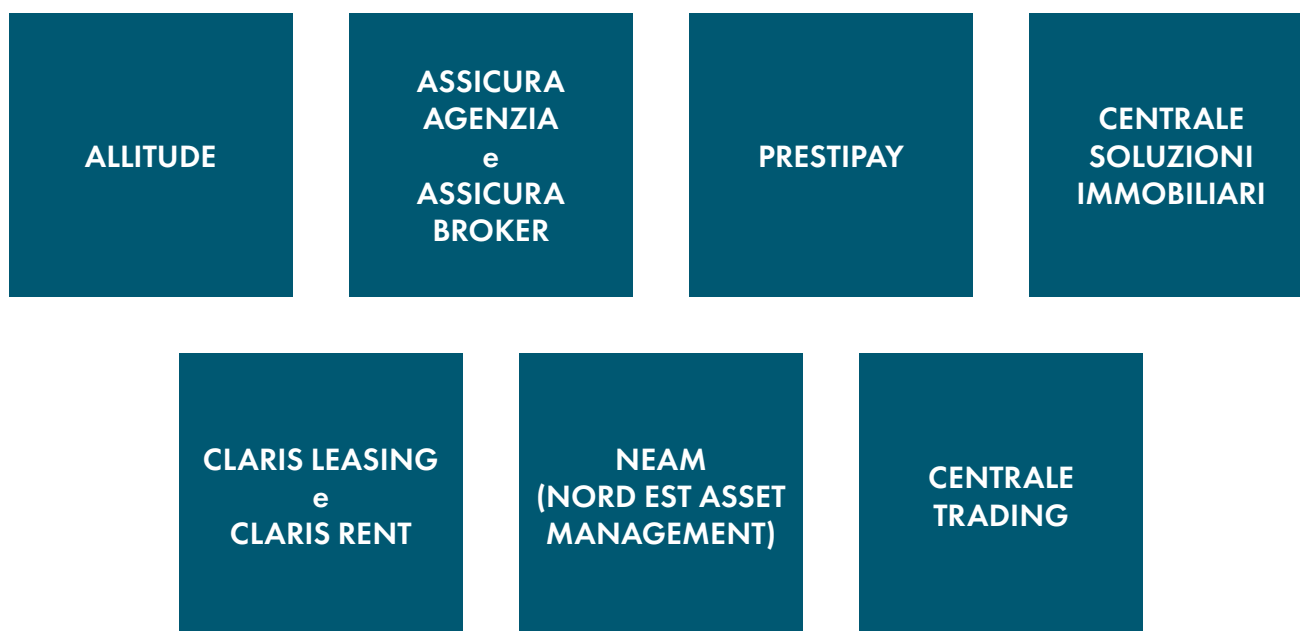 ALLITUDE
ASSICURA
AGENZIA
e
ASSICURA
BROKER
PRESTIPAY
CENTRALE
SOLUZIONI
IMMOBILIARI
CLARIS LEASING
e
CLARIS RENT
NEAM
(NORD EST ASSET
MANAGEMENT)
CENTRALE
TRADING